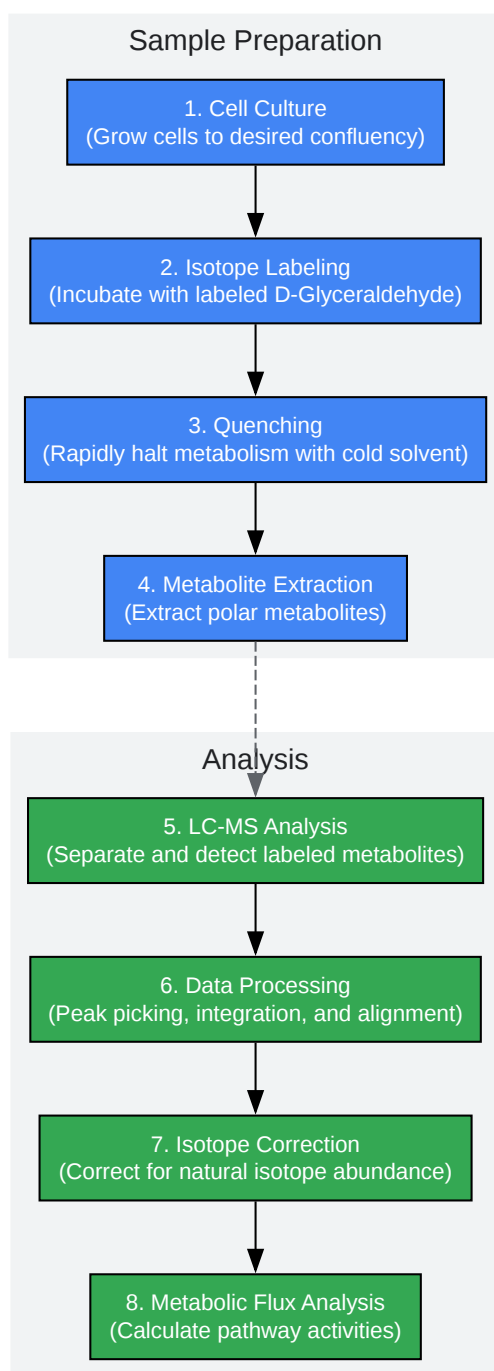 Sample Preparation
1. Cell Culture
(Grow cells to desired confluency)
2. Isotope Labeling
(Incubate with labeled D-Glyceraldehyde)
3. Quenching
(Rapidly halt metabolism with cold solvent)
4. Metabolite Extraction
(Extract polar metabolites)
Analysis
5. LC-MS Analysis
(Separate and detect labeled metabolites)
6. Data Processing
(Peak picking, integration, and alignment)
7. Isotope Correction
(Correct for natural isotope abundance)
8. Metabolic Flux Analysis
(Calculate pathway activities)